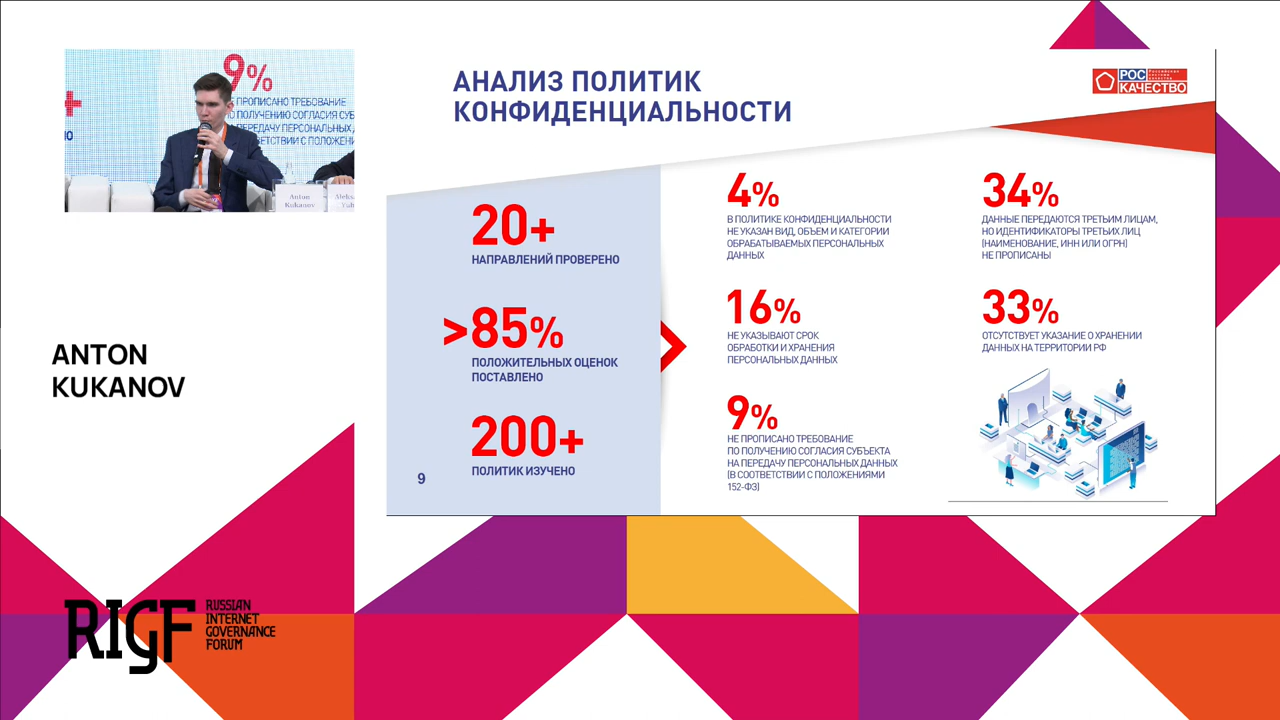 9%
ПРОПИСАНО ТРЕБОВАНИЕ
ПО ПОЛУЧЕНИЮ СОГЛАСИЯ СУБ
ПЕРЕДАЧУ ПЕРСОНАЛЬНЫХ
Anton
Kukanov
ANTON
KUKANOV
АНАЛИЗ ПОЛИТИК
КОНФИДЕНЦИАЛЬНОСТИ
РОС
КАЧЕСТВО
Российская
система
качества
20+
НАПРАВЛЕНИЙ ПРОВЕРЕНО
>85%
ПОЛОЖИТЕЛЬНЫХ ОЦЕНОК
ПОСТАВЛЕНО
200+
ПОЛИТИК ИЗУЧЕНО
9
4%
В ПОЛИТИКЕ КОНФИДЕНЦИАЛЬНОСТИ
НЕ УКАЗАН ВИД, ОБЪЕМ И КАТЕГОРИИ
ОБРАБАТЫВАЕМЫХ ПЕРСОНАЛЬНЫХ
ДАННЫХ
16%
НЕ УКАЗЫВАЮТ СРОК
ОБРАБОТКИ И ХРАНЕНИЯ
ПЕРСОНАЛЬНЫХ ДАННЫХ
9%
НЕ ПРОПИСАНО ТРЕБОВАНИЕ
ПО ПОЛУЧЕНИЮ СОГЛАСИЯ СУБЪЕКТА
НА ПЕРЕДАЧУ ПЕРСОНАЛЬНЫХ ДАННЫХ
(В СООТВЕТСТВИИ С ПОЛОЖЕНИЯМИ
152-ФЗ)
34%
ДАННЫЕ ПЕРЕДАЮТСЯ ТРЕТЬИМ ЛИЦАМ,
НО ИДЕНТИФИКАТОРЫ ТРЕТЬИХ ЛИЦ
(НАИМЕНОВАНИЕ, ИНН ИЛИ ОГРН)
НЕ ПРОПИСАНЫ
33%
ОТСУТСТВУЕТ УКАЗАНИЕ О ХРАНЕНИИ
ДАННЫХ НА ТЕРРИТОРИИ РФ
RIGF
RUSSIAN
INTERNET
GOVERNANCE
FORUM